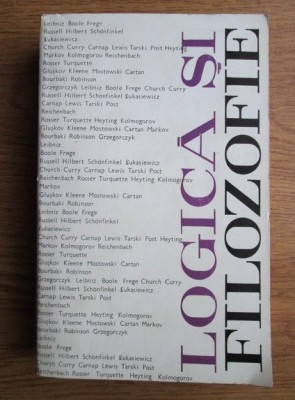 Leibniz Boole Frege
Russell Hilbert Schönfinkel
Łukasiewicz
Church Curry Carnap Lewis Tarski Post Heyting
Markov Kolmogorov Reichenbach
Rosser Turquette
Glușkov Kleene Mostowski Cartan
Bourbaki Robinson
Grzegorczyk Leibniz Boole Frege Church Curry
Russell Hilbert Schönfinkel Łukasiewicz
Carnap Lewis Tarski Post
Reichenbach
Rosser Turquette Heyting Kolmogorov
Glușkov Kleene Mostowski Cartan Markov
Bourbaki Robinson Grzegorczyk
Leibniz
Boole Frege
Russell Hilbert Schönfinkel Łukasiewicz
Church Curry Carnap Lewis Tarski Post
Reichenbach Rosser Turquette Heyting Kolmogorov
Markov
Glușkov Kleene Mostowski Cartan
Bourbaki Robinson
Leibniz Boole Frege
Russell Hilbert Schönfinkel
Łukasiewicz
Church Curry Carnap Lewis Tarski Post Heyting
Markov Kolmogorov Reichenbach
Rosser Turquette
Glușkov Kleene Mostowski Cartan
Bourbaki Robinson
Grzegorczyk Leibniz Boole Frege Church Curry
Russell Hilbert Schönfinkel Łukasiewicz
Carnap Lewis Tarski Post
Reichenbach
Rosser Turquette Heyting Kolmogorov
Glușkov Kleene Mostowski Cartan Markov
Bourbaki Robinson Grzegorczyk
Leibniz
Boole Frege
Russell Hilbert Schönfinkel Łukasiewicz
Church Curry Carnap Lewis Tarski Post
Reichenbach Rosser Turquette Heyting Kolmogorov
LOGICĂ ȘI
FILOZOFIE